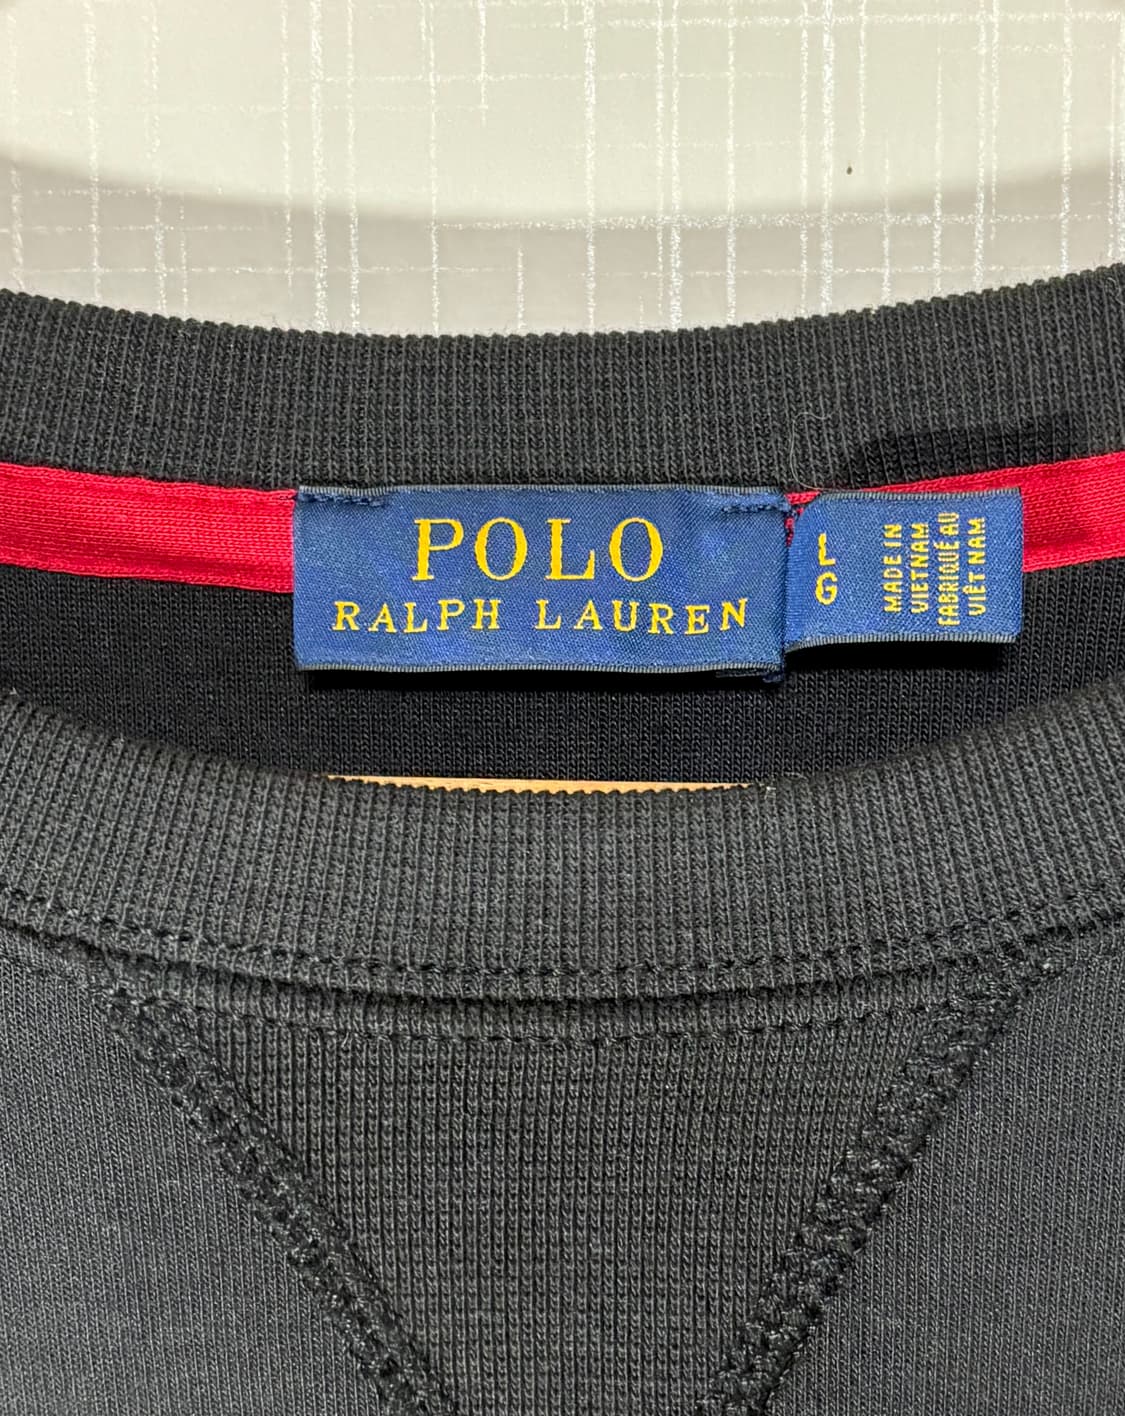 POLO
RALPH LAUREN
L
G
MADE IN
VIETNAM
FABRIQUÉ AU
VIÊT NAM